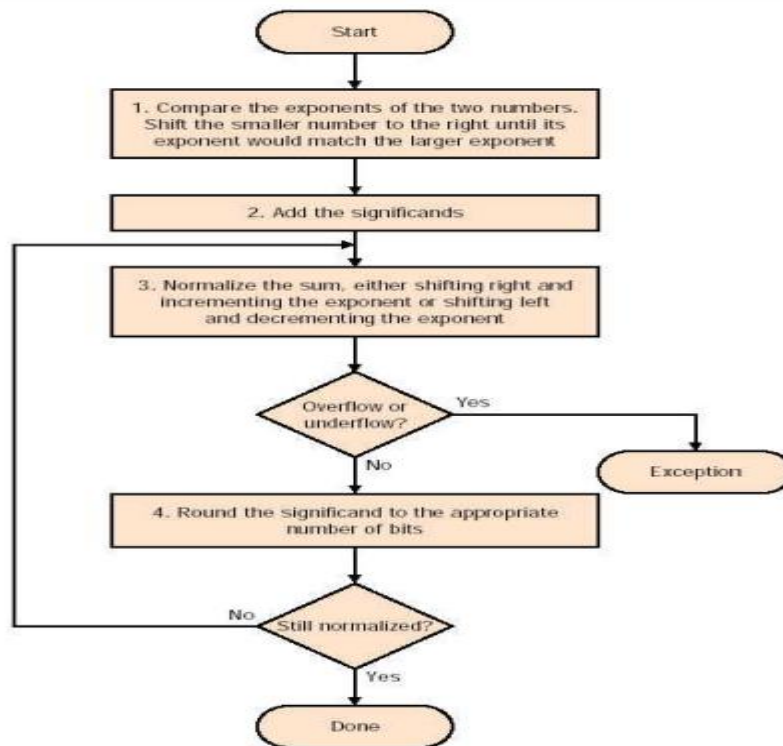 Start
1. Compare the exponents of the two numbers.
Shift the smaller number to the right until its
exponent would match the larger exponent
2. Add the significands
3. Normalize the sum, either shifting right and
incrementing the exponent or shifting left
and decrementing the exponent
Overflow or
underflow?
Yes
No
Exception
4. Round the significand to the appropriate
number of bits
No
Still normalized?
Yes
Done